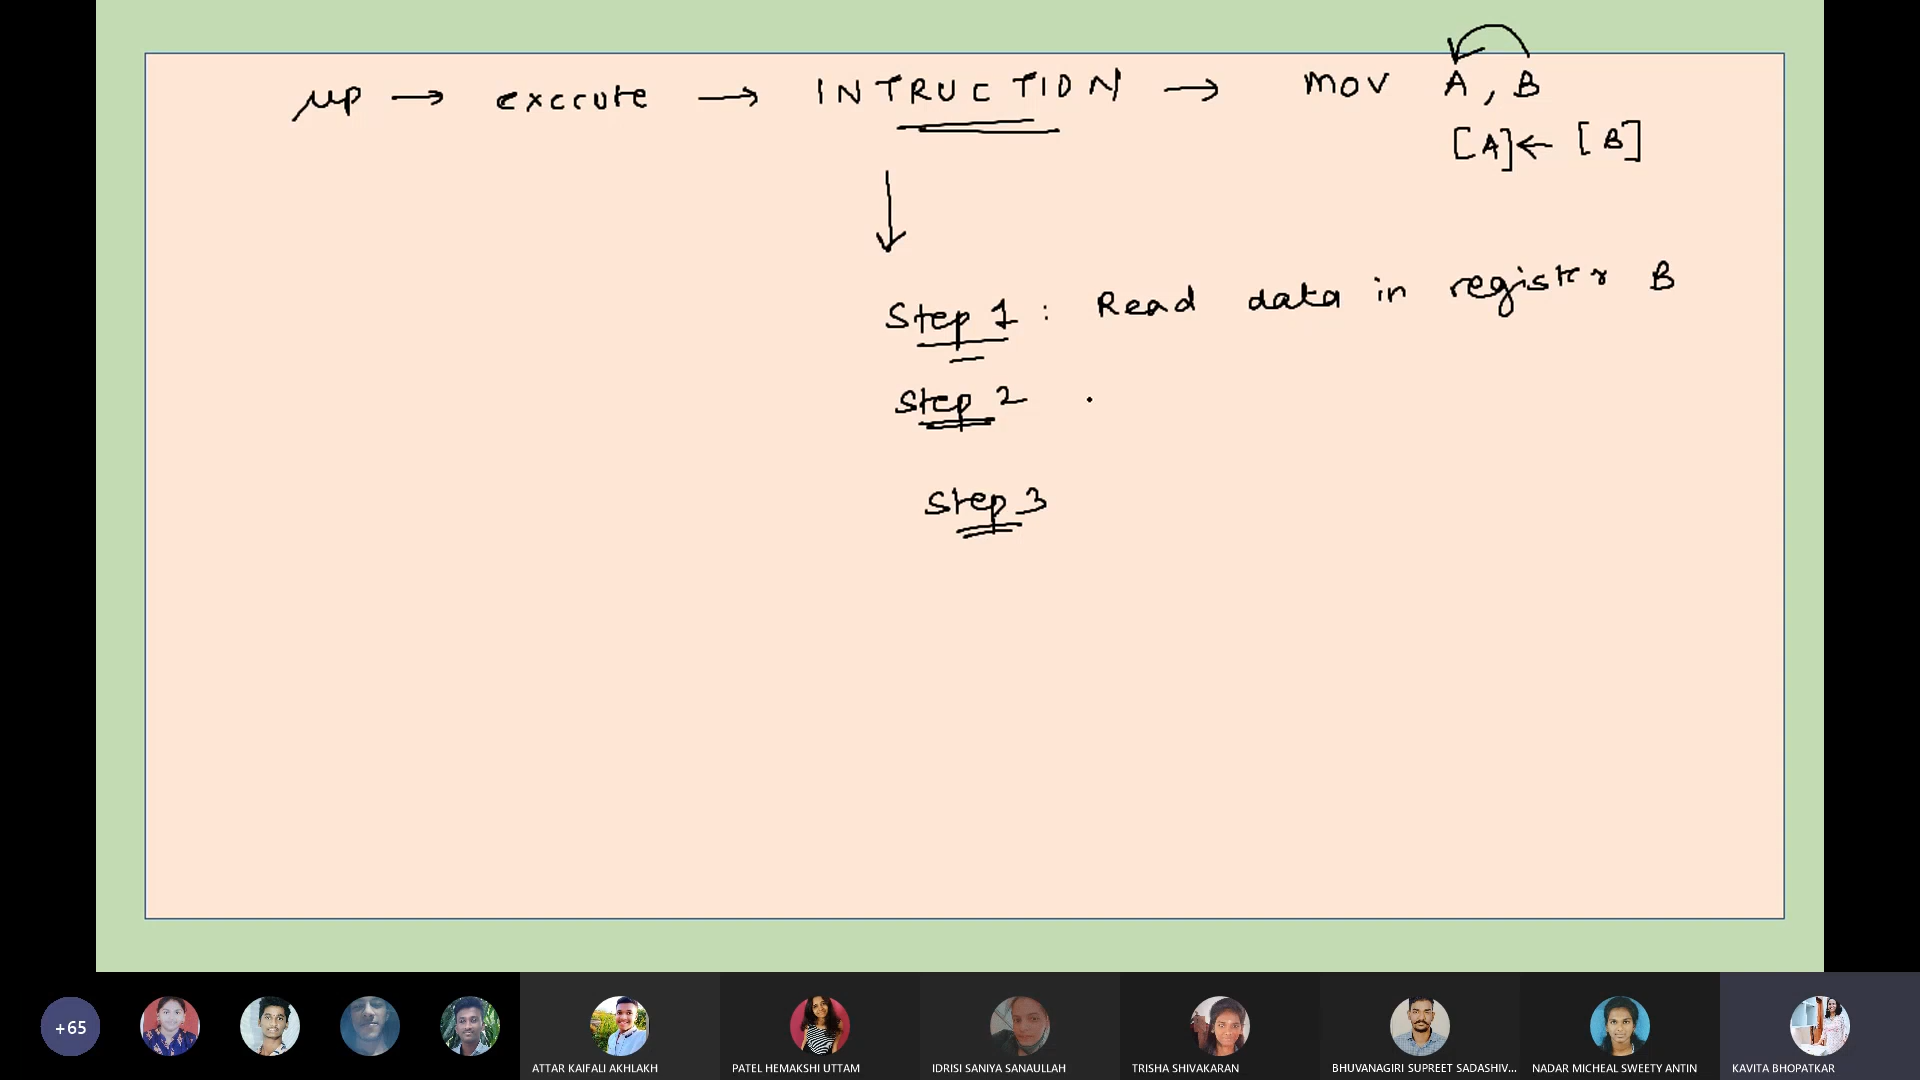 μp → execute → INTRUCTION → MOV A, B
[A] ← [B]
Step 1 : Read data in register B
Step 2 .
Step 3
+65
ATTAR KAIFALI AKHLAKH
PATEL HEMAKSHI UTTAM
IDRISI SANIYA SANAULLAH
TRISHA SHIVAKARAN
BHUVANAGIRI SUPREET SADASHIV...
NADAR MICHEAL SWEETY ANTIN
KAVITA BHOPATKAR